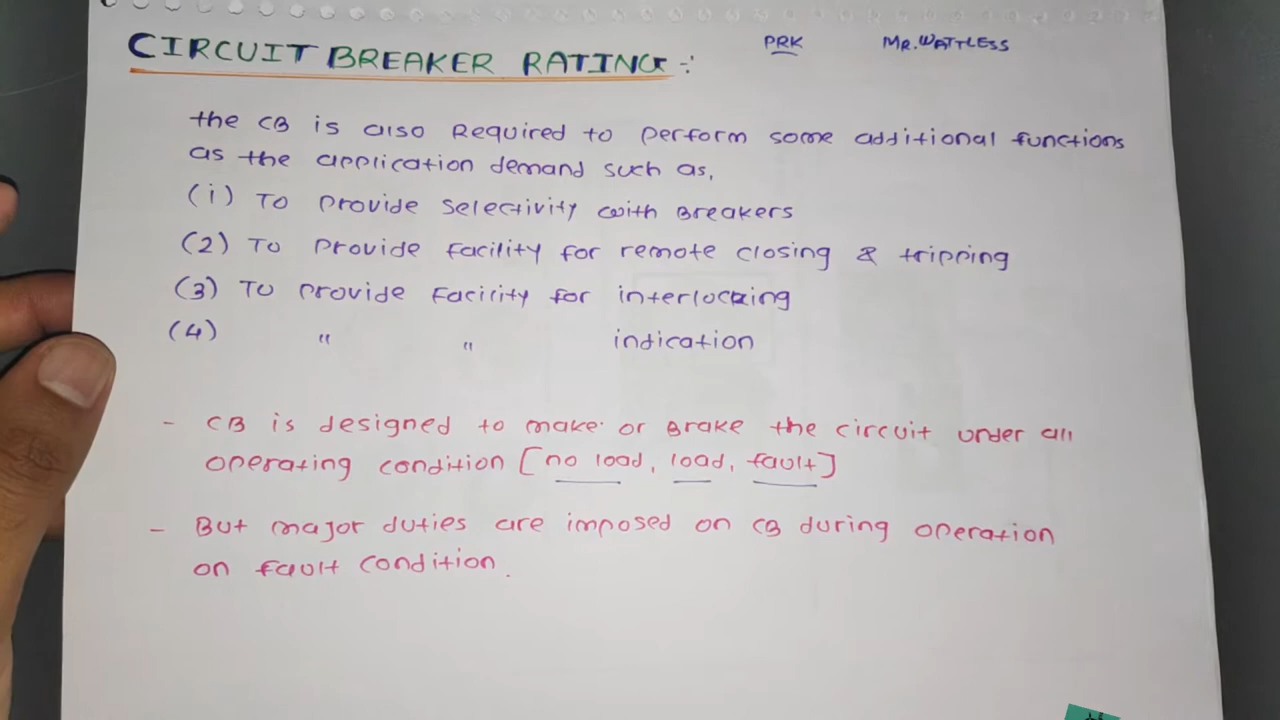 CIRCUIT BREAKER RATING :-
PRK MR. WATTLESS
the CB is also Required to perform some additional functions
as the application demand such as,
(i) To provide selectivity with Breakers
(2) To provide facility for remote closing & tripping
(3) To provide facility for interlocking
(4) " " indication
- CB is designed to make or Brake the circuit under all
operating condition [no load, load, fault]
- But major duties are imposed on CB during operation
on fault condition.